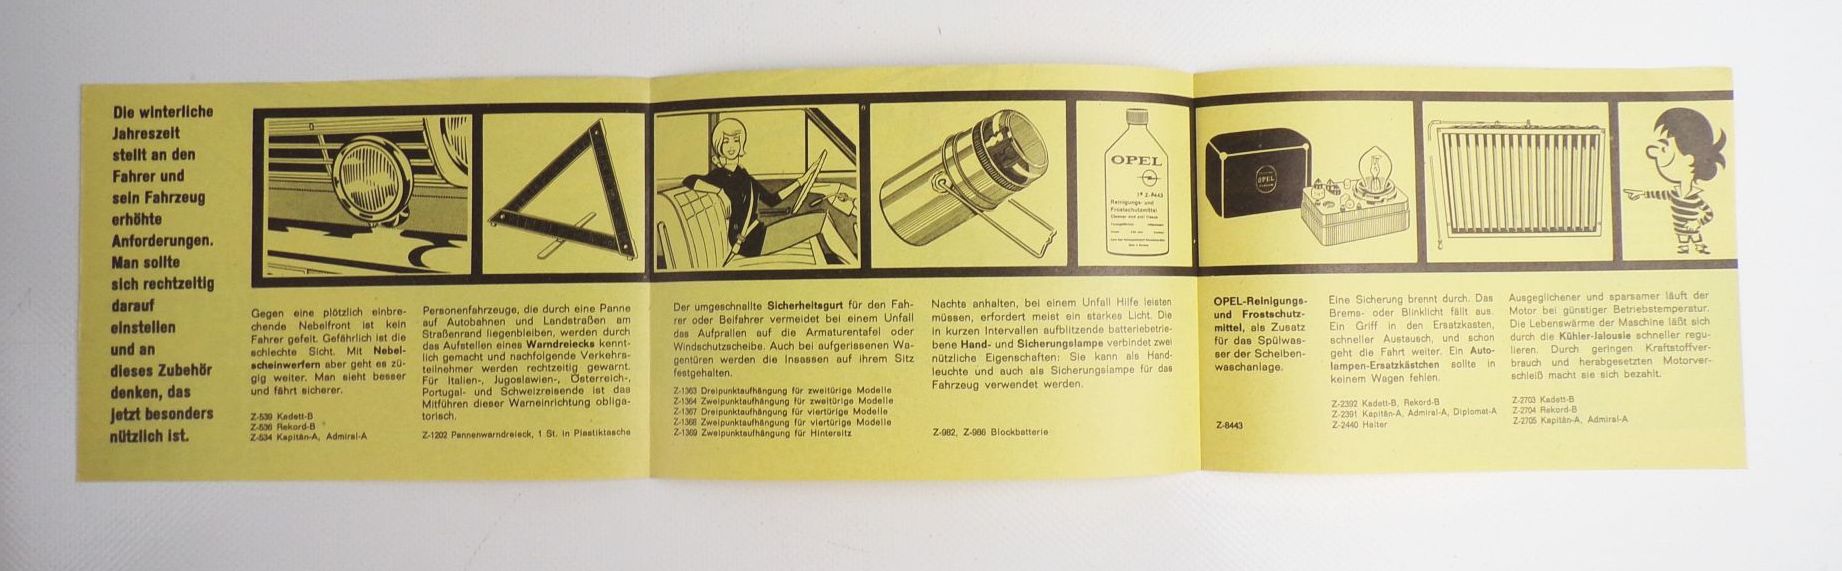 Die winterliche
Jahreszeit
stellt an den
Fahrer und
sein Fahrzeug
erhöhte
Anforderungen.
Man sollte
sich rechtzeitig
darauf
einstellen
und an
dieses Zubehör
denken, das
jetzt besonders
nützlich ist.
Gegen eine plötzlich einbre-
chende Nebelfront ist kein
Fahrer gefeit. Gefährlich ist die
schlechte Sicht. Mit Nebel-
scheinwerfern aber geht es zü-
gig weiter. Man sieht besser
und fährt sicherer.
Z-539 Kadett-B
Z-536 Rekord-B
Z-534 Kapitän-A, Admiral-A
Personenfahrzeuge, die durch eine Panne
auf Autobahnen und Landstraßen am
Straßenrand liegenbleiben, werden durch
das Aufstellen eines Warndreiecks kennt-
lich gemacht und nachfolgende Verkehrs-
teilnehmer werden rechtzeitig gewarnt.
Für Italien-, Jugoslawien-, Österreich-,
Portugal- und Schweizreisende ist das
Mitführen dieser Warneinrichtung obliga-
torisch.
Z-1202 Pannenwarndreieck, 1 St. in Plastiktasche
Der umgeschnallte Sicherheitsgurt für den Fah-
rer oder Beifahrer vermeidet bei einem Unfall
das Aufprallen auf die Armaturentafel oder
Windschutzscheibe. Auch bei aufgerissenen Wa-
gentüren werden die Insassen auf ihrem Sitz
festgehalten.
Z-1363 Dreipunktaufhängung für zweitürige Modelle
Z-1364 Zweipunktaufhängung für zweitürige Modelle
Z-1367 Dreipunktaufhängung für viertürige Modelle
Z-1368 Zweipunktaufhängung für viertürige Modelle
Z-1369 Zweipunktaufhängung für Hintersitz
Nachts anhalten, bei einem Unfall Hilfe leisten
müssen, erfordert meist ein starkes Licht. Die
in kurzen Intervallen aufblitzende batteriebetrie-
bene Hand- und Sicherungslampe verbindet zwei
nützliche Eigenschaften: Sie kann als Hand-
leuchte und auch als Sicherungslampe für das
Fahrzeug verwendet werden.
Z-982, Z-986 Blockbatterie
OPEL
Z-8443
Reinigungs- und
Frostschutzmittel
Cleaner and anti freeze
OPEL-Reinigungs-
und Frostschutz-
mittel, als Zusatz
für das Spülwas-
ser der Scheiben-
waschanlage.
Z-8443
OPEL
Eine Sicherung brennt durch. Das
Brems- oder Blinklicht fällt aus.
Ein Griff in den Ersatzkasten,
schneller Austausch, und schon
geht die Fahrt weiter. Ein Auto-
lampen-Ersatzkästchen sollte in
keinem Wagen fehlen.
Z-2392 Kadett-B, Rekord-B
Z-2391 Kapitän-A, Admiral-A, Diplomat-A
Z-2440 Halter
Ausgeglichener und sparsamer läuft der
Motor bei günstiger Betriebstemperatur.
Die Lebenswärme der Maschine läßt sich
durch die Kühler-Jalousie schneller regu-
lieren. Durch geringen Kraftstoffver-
brauch und herabgesetzten Motorver-
schleiß macht sie sich bezahlt.
Z-2703 Kadett-B
Z-2704 Rekord-B
Z-2705 Kapitän-A, Admiral-A